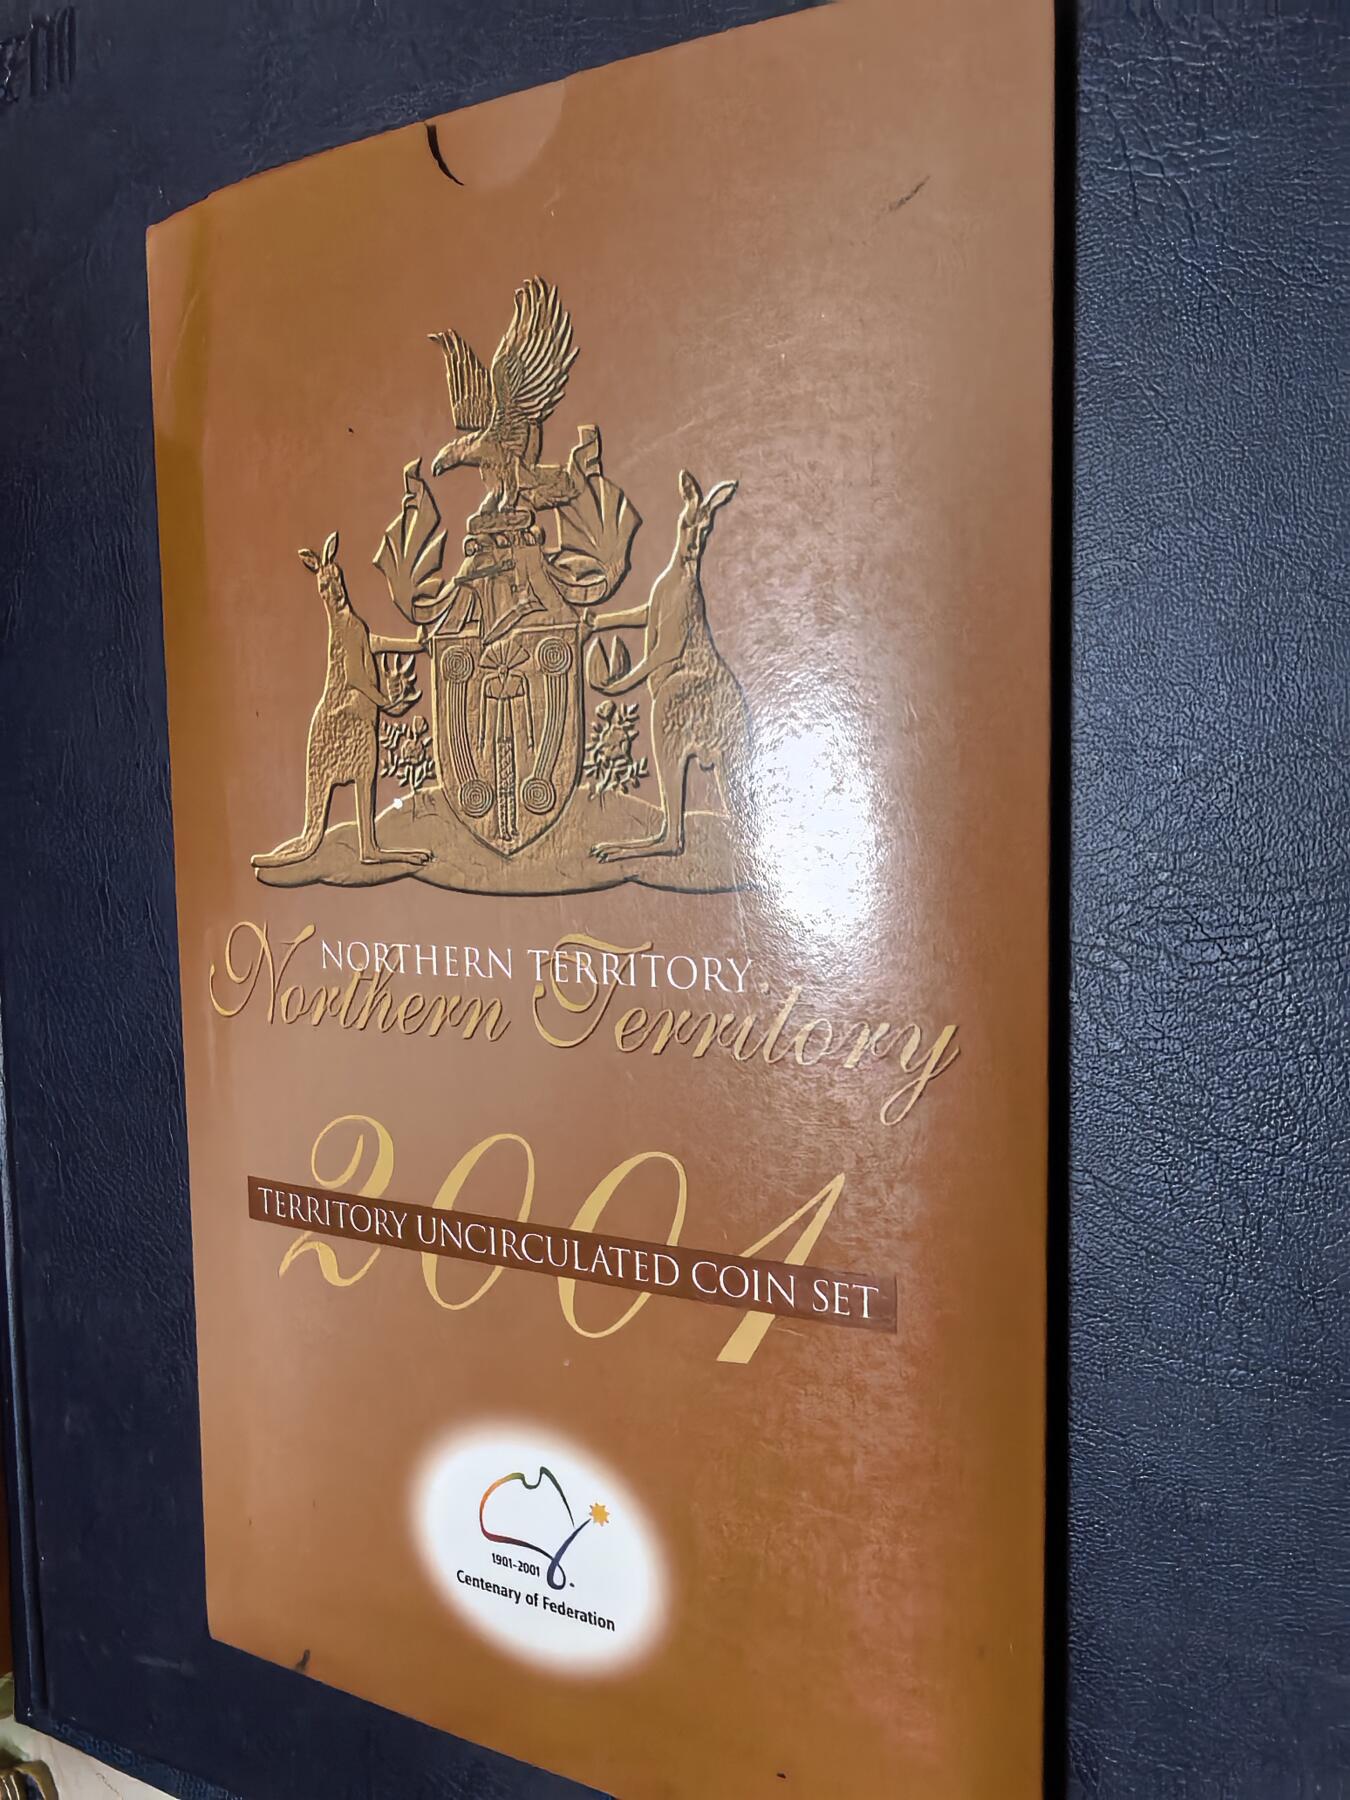 NORTHERN TERRITORY
Northern Territory
2001
TERRITORY UNCIRCULATED COIN SET
1901-2001
Centenary of Federation